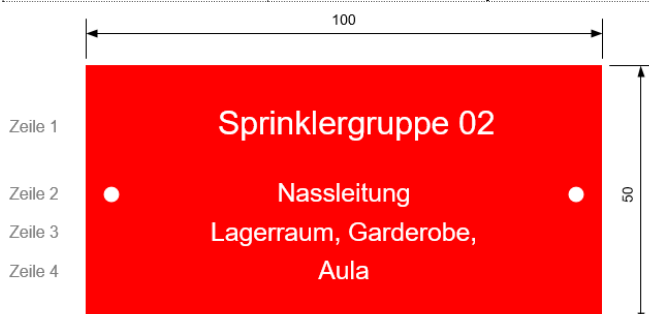 100
Zeile 1 Sprinklergruppe 02
Zeile 2 Nassleitung
50
Zeile 3 Lagerraum, Garderobe,
Zeile 4 Aula